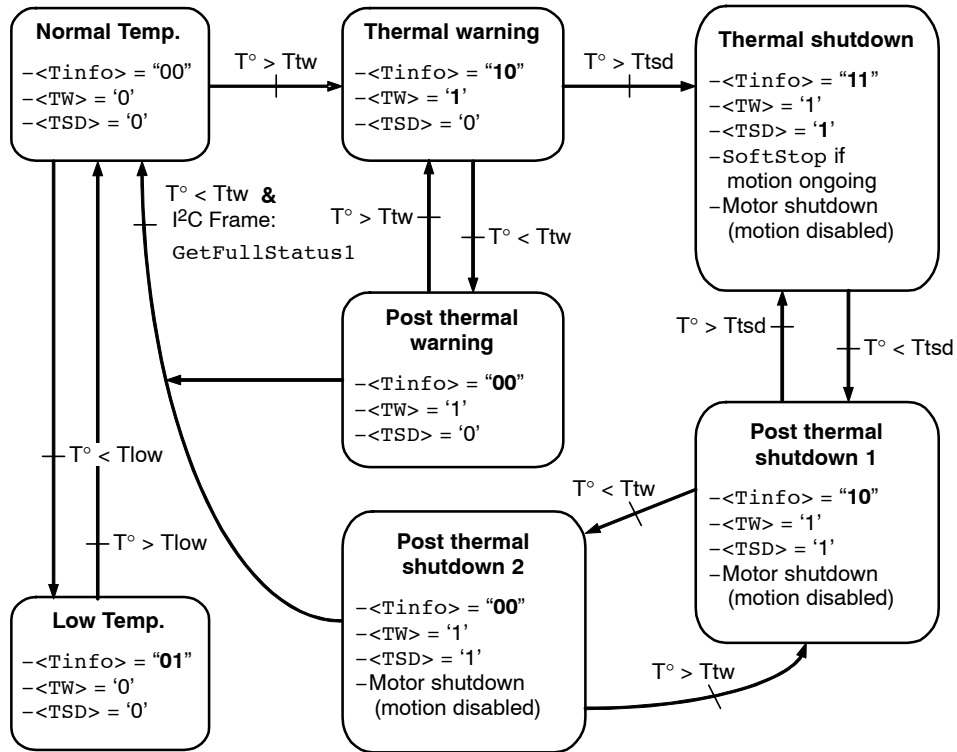 Normal Temp.
–<Tinfo> = “00”
–<TW> = ‘0’
–<TSD> = ‘0’
T° > Ttw
Thermal warning
–<Tinfo> = “10”
–<TW> = ‘1’
–<TSD> = ‘0’
T° > Ttsd
Thermal shutdown
–<Tinfo> = “11”
–<TW> = ‘1’
–<TSD> = ‘1’
–SoftStop if
motion ongoing
–Motor shutdown
(motion disabled)
T° < Ttw &
I²C Frame:
GetFullStatus1
T° > Ttw
T° < Ttw
Post thermal
warning
–<Tinfo> = “00”
–<TW> = ‘1’
–<TSD> = ‘0’
T° > Ttsd
T° < Ttsd
Post thermal
shutdown 1
–<Tinfo> = “10”
–<TW> = ‘1’
–<TSD> = ‘1’
–Motor shutdown
(motion disabled)
T° < Tlow
T° > Tlow
T° < Ttw
Post thermal
shutdown 2
–<Tinfo> = “00”
–<TW> = ‘1’
–<TSD> = ‘1’
–Motor shutdown
(motion disabled)
T° > Ttw
Low Temp.
–<Tinfo> = “01”
–<TW> = ‘0’
–<TSD> = ‘0’